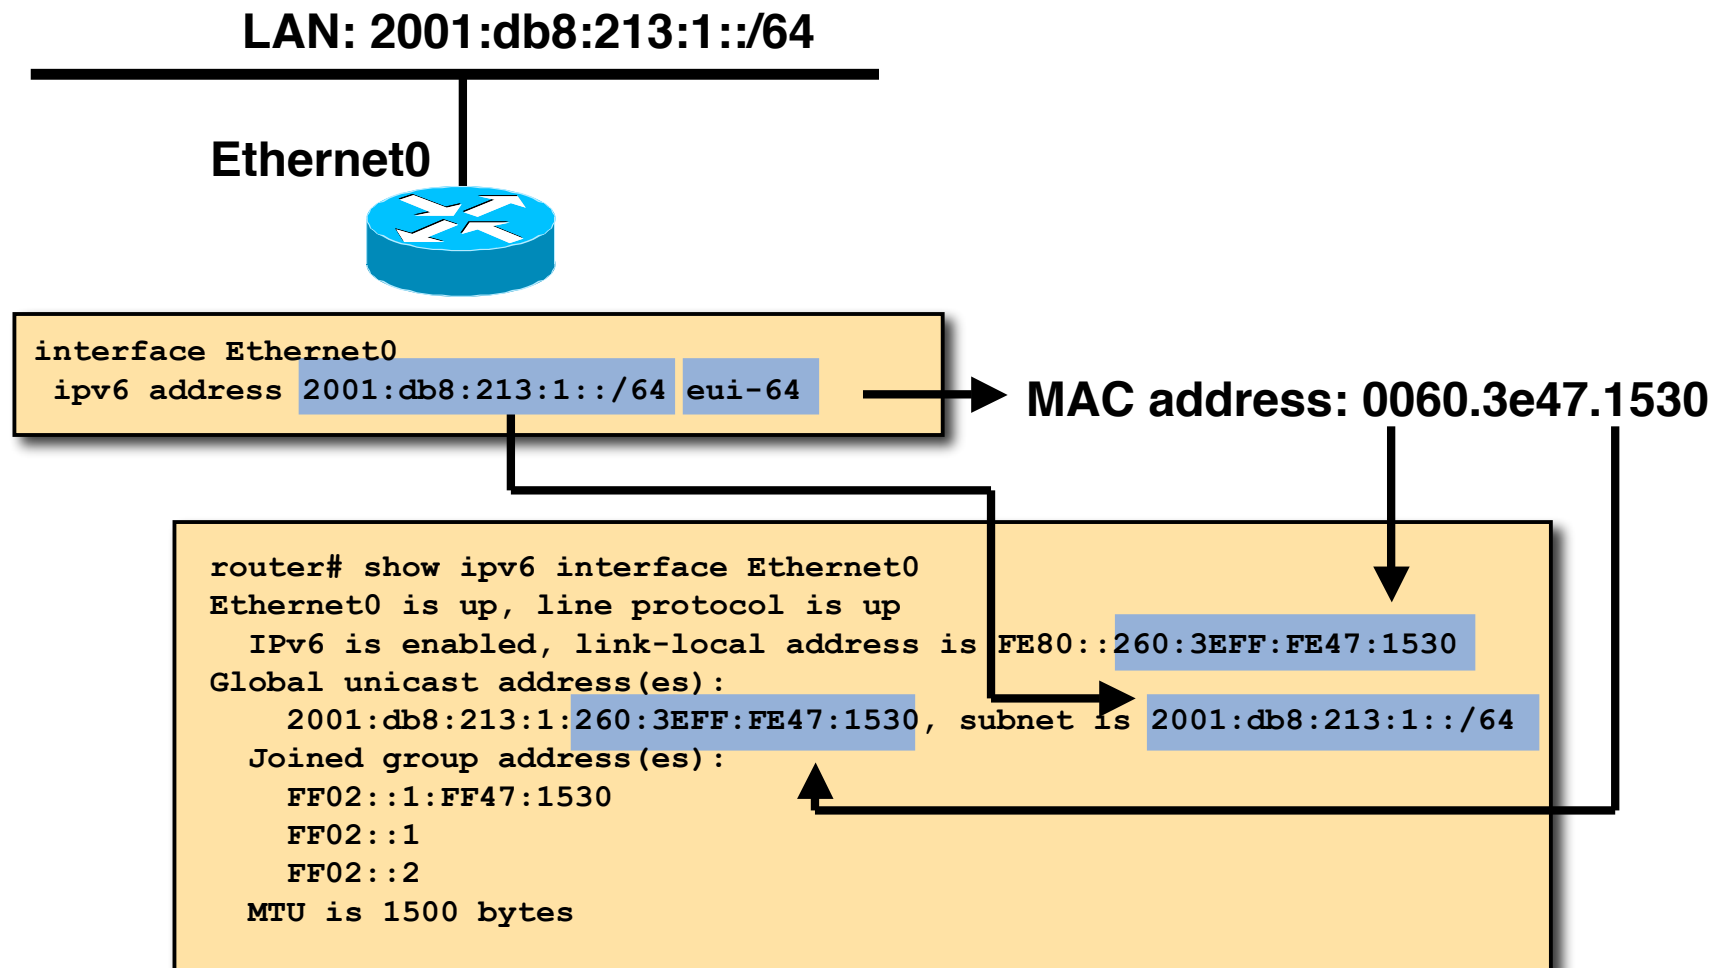 LAN: 2001:db8:213:1::/64
Ethernet0
interface Ethernet0
ipv6 address 2001:db8:213:1::/64 eui-64
MAC address: 0060.3e47.1530
router# show ipv6 interface Ethernet0
Ethernet0 is up, line protocol is up
IPv6 is enabled, link-local address is FE80::260:3EFF:FE47:1530
Global unicast address(es):
2001:db8:213:1:260:3EFF:FE47:1530, subnet is 2001:db8:213:1::/64
Joined group address(es):
FF02::1:FF47:1530
FF02::1
FF02::2
MTU is 1500 bytes